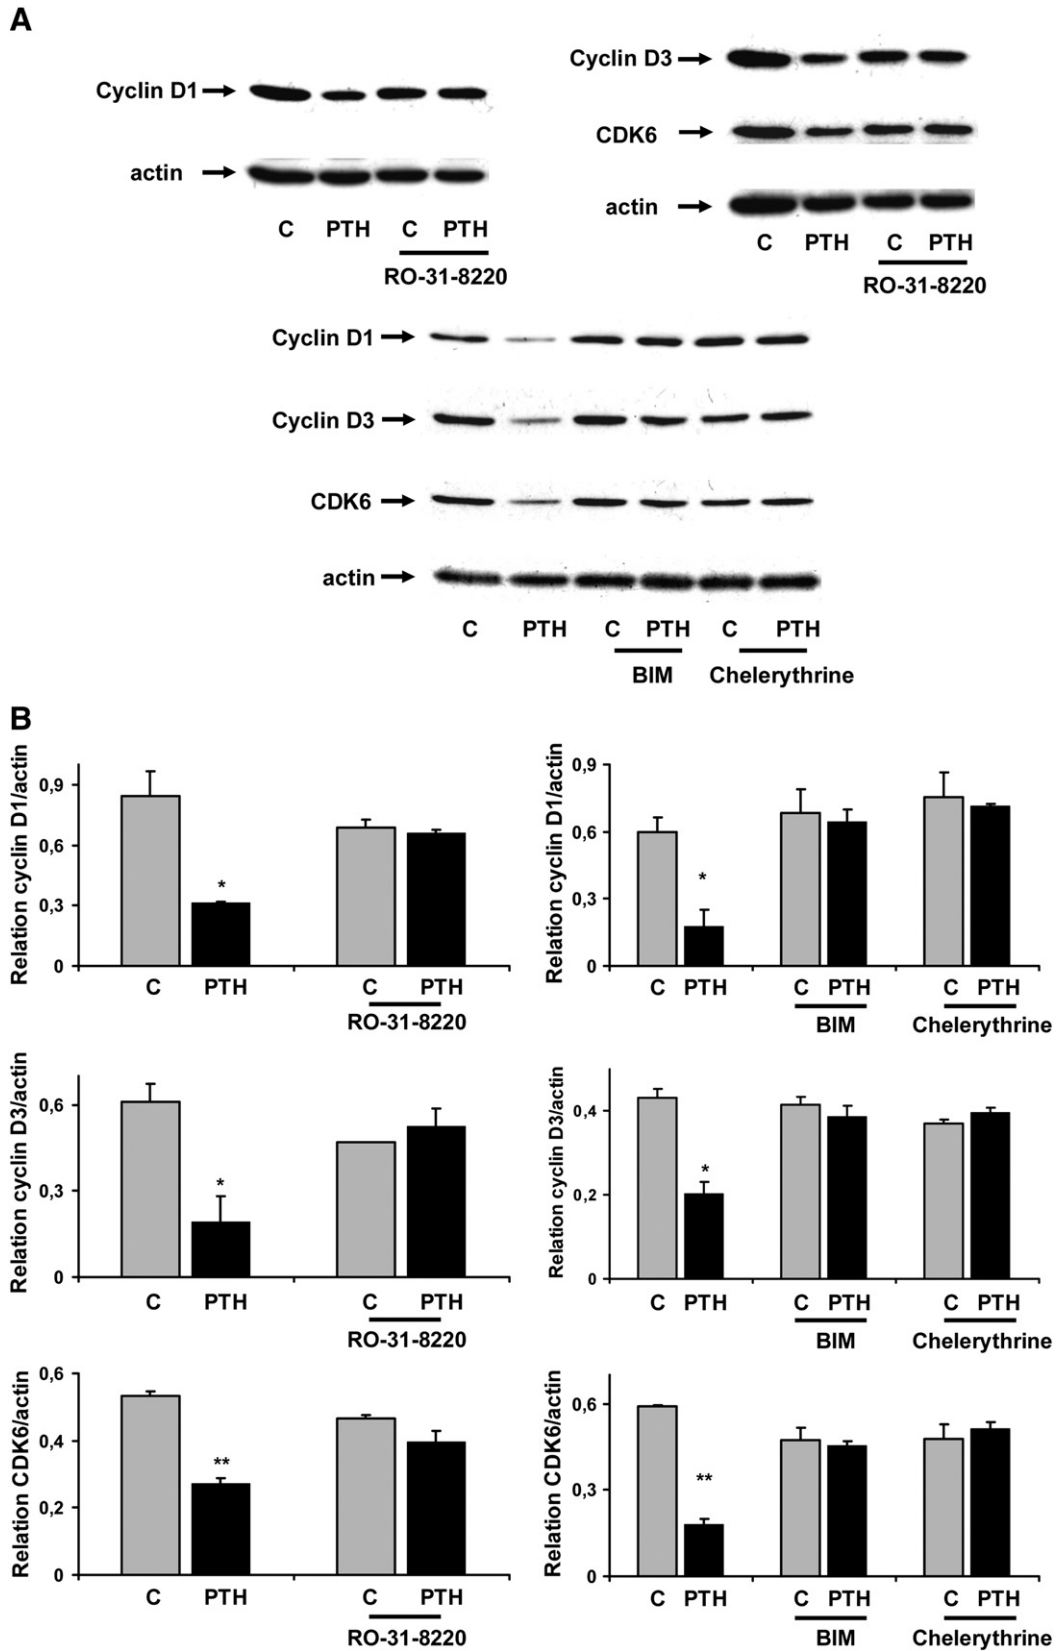 A
Cyclin D1
actin
C PTH C PTH
RO-31-8220
Cyclin D3
CDK6
actin
C PTH C PTH
RO-31-8220
Cyclin D1
Cyclin D3
CDK6
actin
C PTH C PTH C PTH
BIM Chelerythrine
B
Relation cyclin D1/actin
0,9
0,6
0,3
0
*
C PTH C PTH
RO-31-8220
Relation cyclin D1/actin
0,9
0,6
0,3
0
*
C PTH C PTH C PTH
BIM Chelerythrine
Relation cyclin D3/actin
0,6
0,3
0
*
C PTH C PTH
RO-31-8220
Relation cyclin D3/actin
0,4
0,2
0
*
C PTH C PTH C PTH
BIM Chelerythrine
Relation CDK6/actin
0,6
0,4
0,2
0
**
C PTH C PTH
RO-31-8220
Relation CDK6/actin
0,6
0,3
0
**
C PTH C PTH C PTH
BIM Chelerythrine